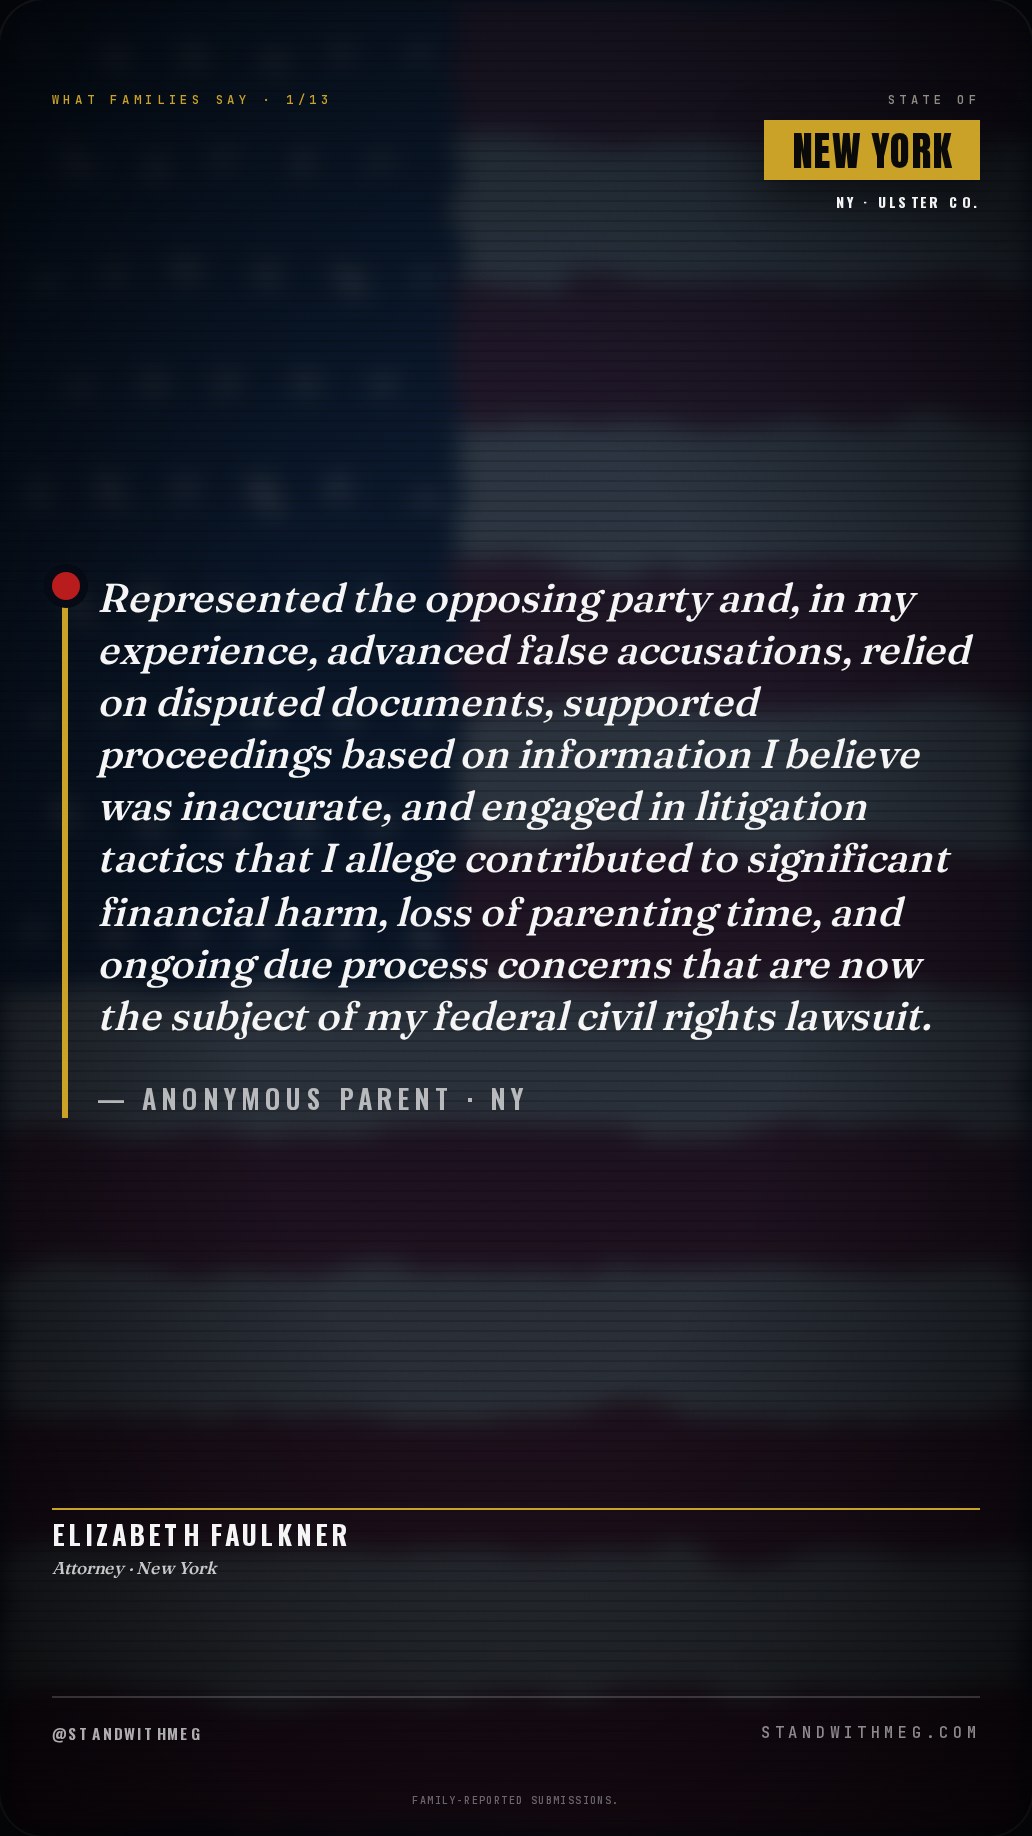 WHAT FAMILIES SAY · 1/13
STATE OF
NEW YORK
NY · ULSTER CO.
Represented the opposing party and, in my
experience, advanced false accusations, relied
on disputed documents, supported
proceedings based on information I believe
was inaccurate, and engaged in litigation
tactics that I allege contributed to significant
financial harm, loss of parenting time, and
ongoing due process concerns that are now
the subject of my federal civil rights lawsuit.
— ANONYMOUS PARENT · NY
ELIZABETH FAULKNER
Attorney · New York
@STANDWITHMEG
STANDWITHMEG.COM
FAMILY-REPORTED SUBMISSIONS.